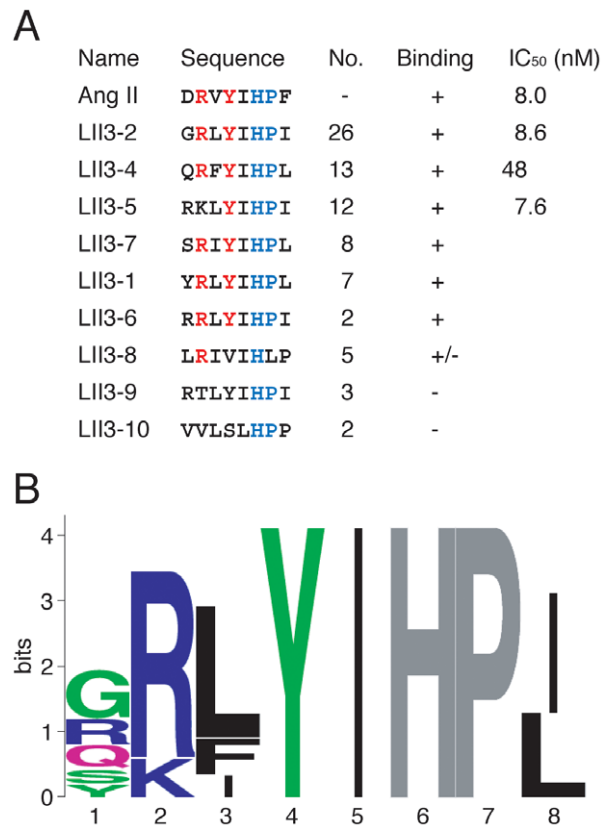 A
Name Sequence No. Binding IC50 (nM)
Ang II DRVYIHPF - + 8.0
LII3-2 GRLYIHPI 26 + 8.6
LII3-4 QRFYIHPL 13 + 48
LII3-5 RKLYIHPI 12 + 7.6
LII3-7 SRIYIHPL 8 +
LII3-1 YRLYIHPL 7 +
LII3-6 RRLYIHPI 2 +
LII3-8 LRIVIHLP 5 +/-
LII3-9 RTLYIHPI 3 -
LII3-10 VVLSLHPP 2 -
B
bits
4
3
2
1
0
G R L Y I H P I
R K F I L
Q
S
Y
1 2 3 4 5 6 7 8